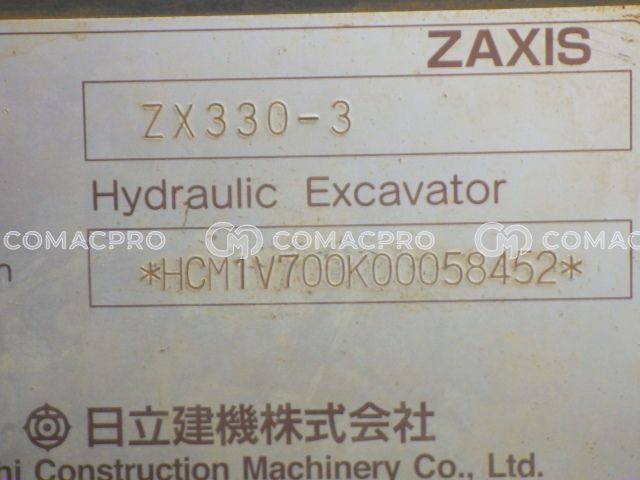 ZAXIS
ZX330-3
Hydraulic Excavator
COMACPRO COMACPRO COMACPRO
*HCM1V700K00058452*
日立建機株式会社
Construction Machinery Co., Ltd.